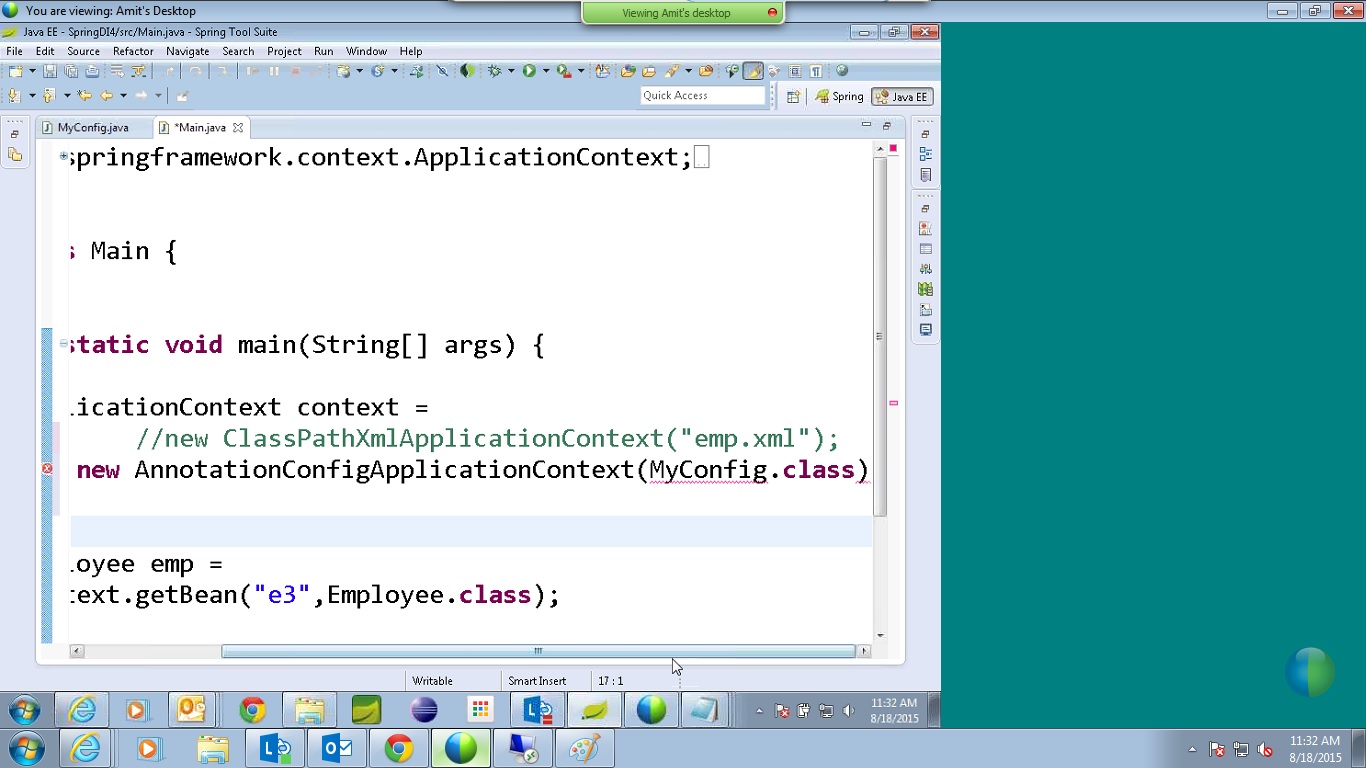 You are viewing: Amit's Desktop
Viewing Amit's desktop
Java EE - SpringDI4/src/Main.java - Spring Tool Suite
File Edit Source Refactor Navigate Search Project Run Window Help
Quick Access
Spring
Java EE
MyConfig.java
*Main.java
springframework.context.ApplicationContext;
s Main {
static void main(String[] args) {
licationContext context =
//new ClassPathXmlApplicationContext("emp.xml");
new AnnotationConfigApplicationContext(MyConfig.class)
loyee emp =
text.getBean("e3",Employee.class);
Writable
Smart Insert
17 : 1
11:32 AM
8/18/2015
11:32 AM
8/18/2015